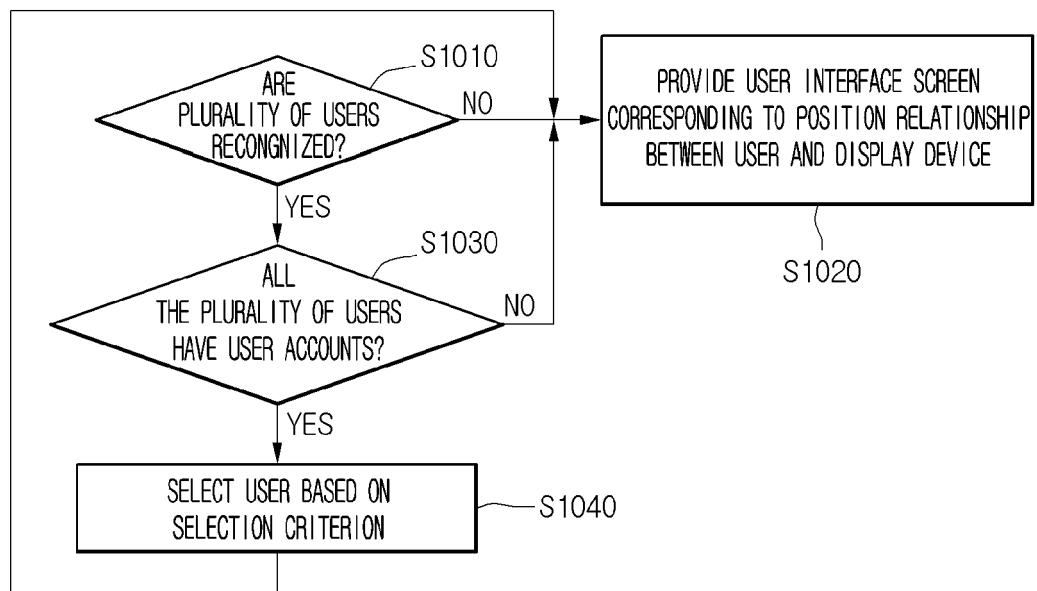 S1010
ARE
PLURALITY OF USERS
RECONGNIZED?
NO
YES
PROVIDE USER INTERFACE SCREEN
CORRESPONDING TO POSITION RELATIONSHIP
BETWEEN USER AND DISPLAY DEVICE
S1020
S1030
ALL
THE PLURALITY OF USERS
HAVE USER ACCOUNTS?
NO
YES
SELECT USER BASED ON
SELECTION CRITERION
S1040